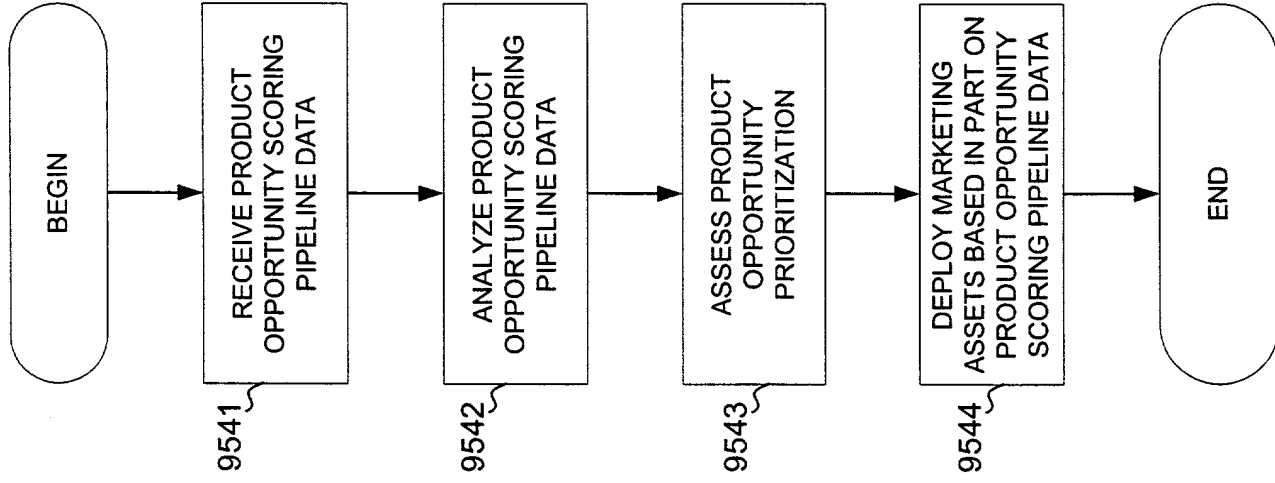 BEGIN
9541
RECEIVE PRODUCT
OPPORTUNITY SCORING
PIPELINE DATA
9542
ANALYZE PRODUCT
OPPORTUNITY SCORING
PIPELINE DATA
9543
ASSESS PRODUCT
OPPORTUNITY
PRIORITIZATION
9544
DEPLOY MARKETING
ASSETS BASED IN PART ON
PRODUCT OPPORTUNITY
SCORING PIPELINE DATA
END